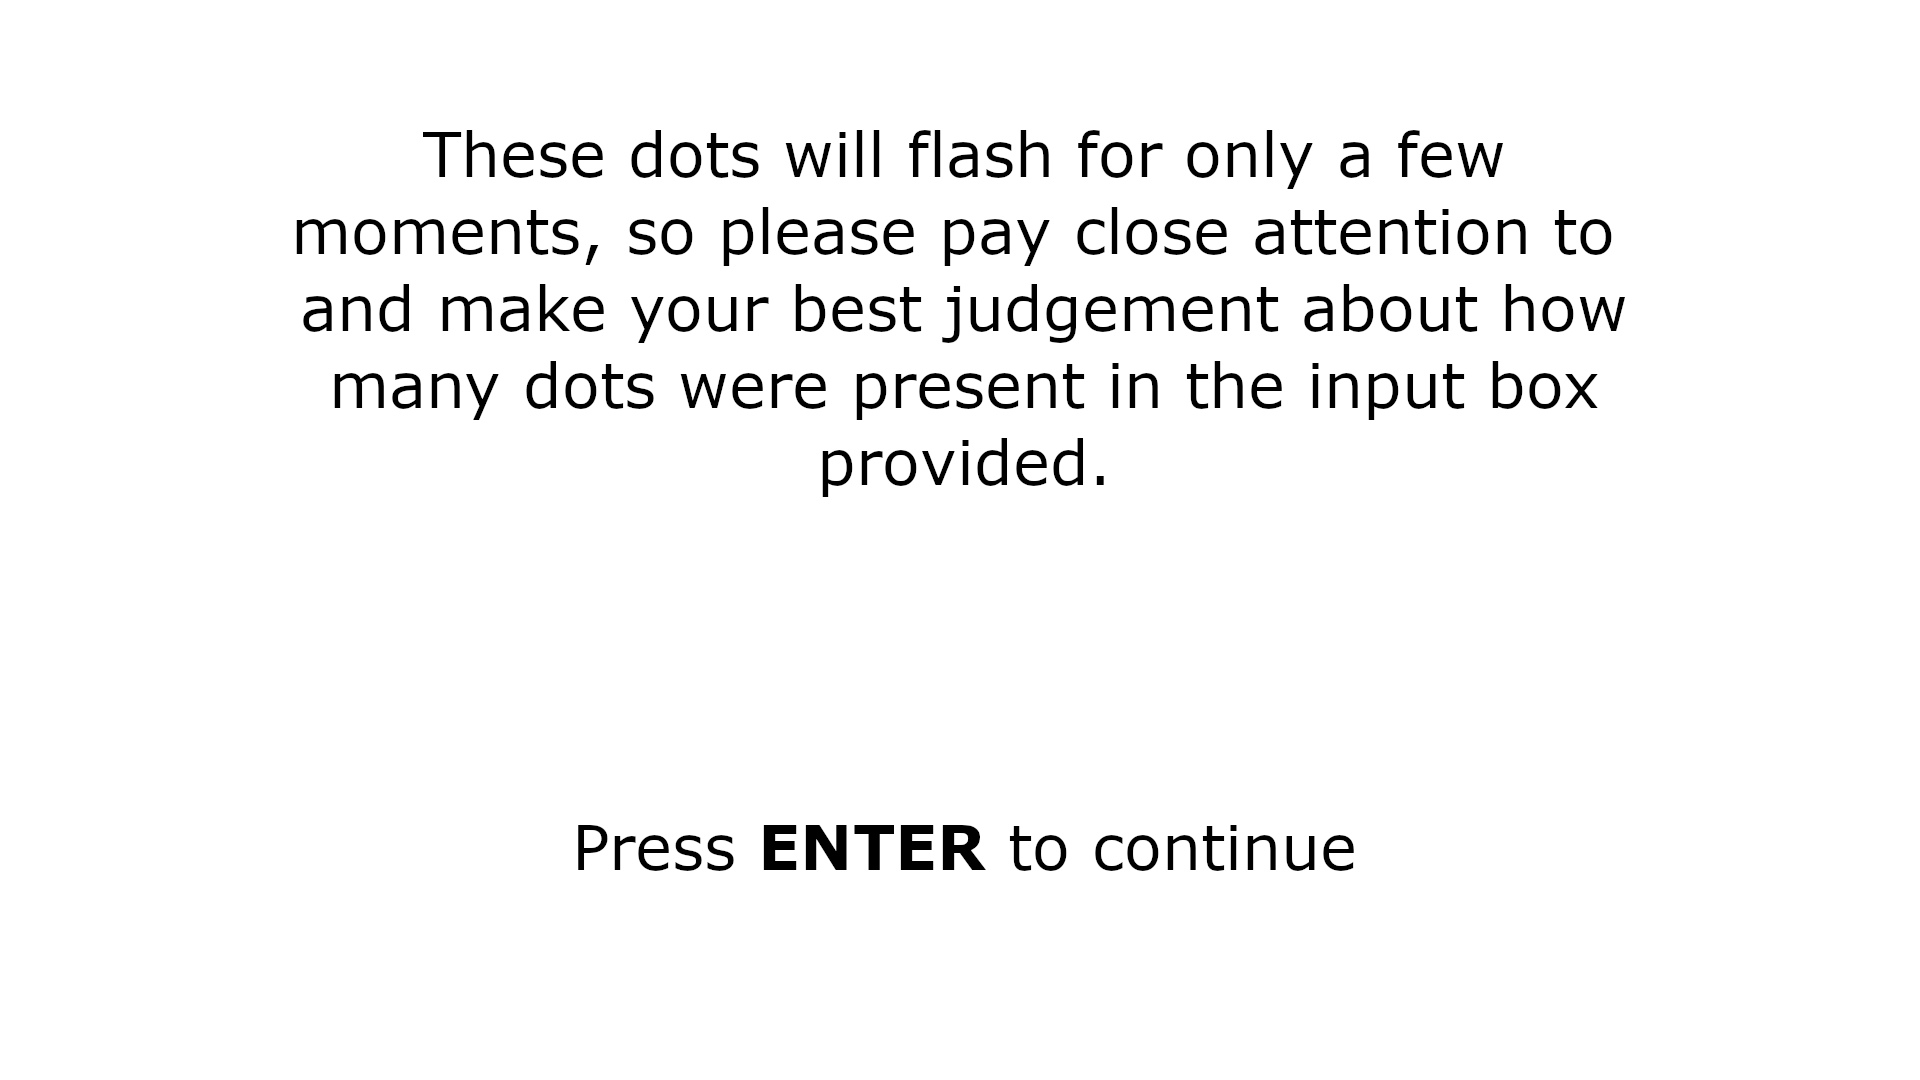 These dots will flash for only a few
moments, so please pay close attention to
and make your best judgement about how
many dots were present in the input box
provided.
Press ENTER to continue